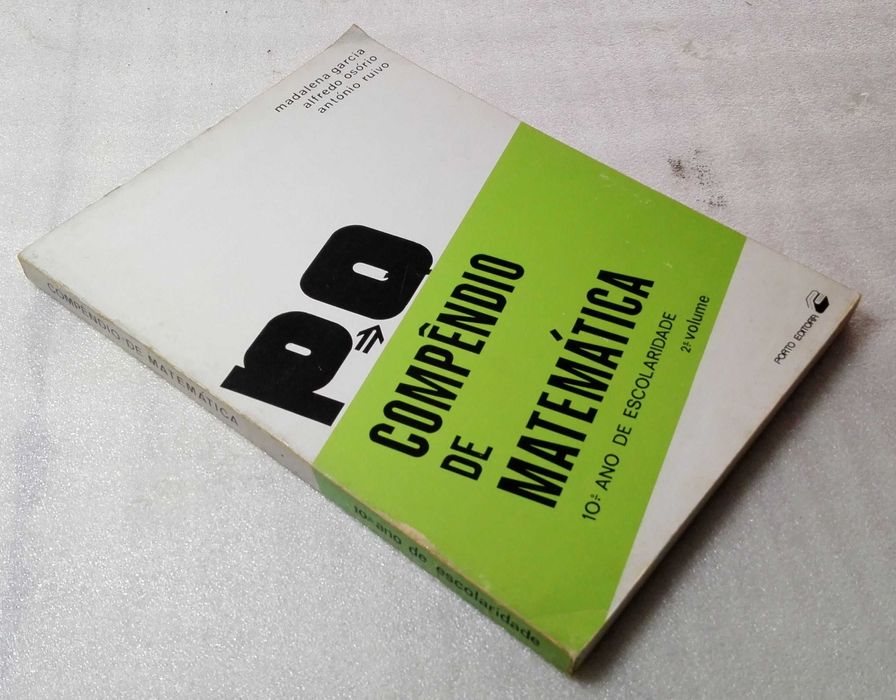 madalena garcia
alfredo osório
antónio ruivo
p⇒q
COMPÊNDIO
DE
MATEMÁTICA
10.º ANO DE ESCOLARIDADE
2.º volume
PORTO EDITORA
COMPÊNDIO DE MATEMÁTICA
10.º ano de escolaridade